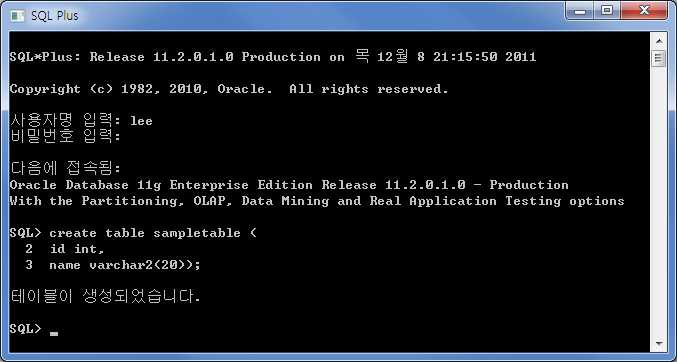 SQL Plus
SQL*Plus: Release 11.2.0.1.0 Production on 목 12월 8 21:15:50 2011
Copyright (c) 1982, 2010, Oracle.  All rights reserved.
사용자명 입력: lee
비밀번호 입력:
다음에 접속됨:
Oracle Database 11g Enterprise Edition Release 11.2.0.1.0 - Production
With the Partitioning, OLAP, Data Mining and Real Application Testing options
SQL> create table sampletable (
  2  id int,
  3  name varchar2(20));
테이블이 생성되었습니다.
SQL> _